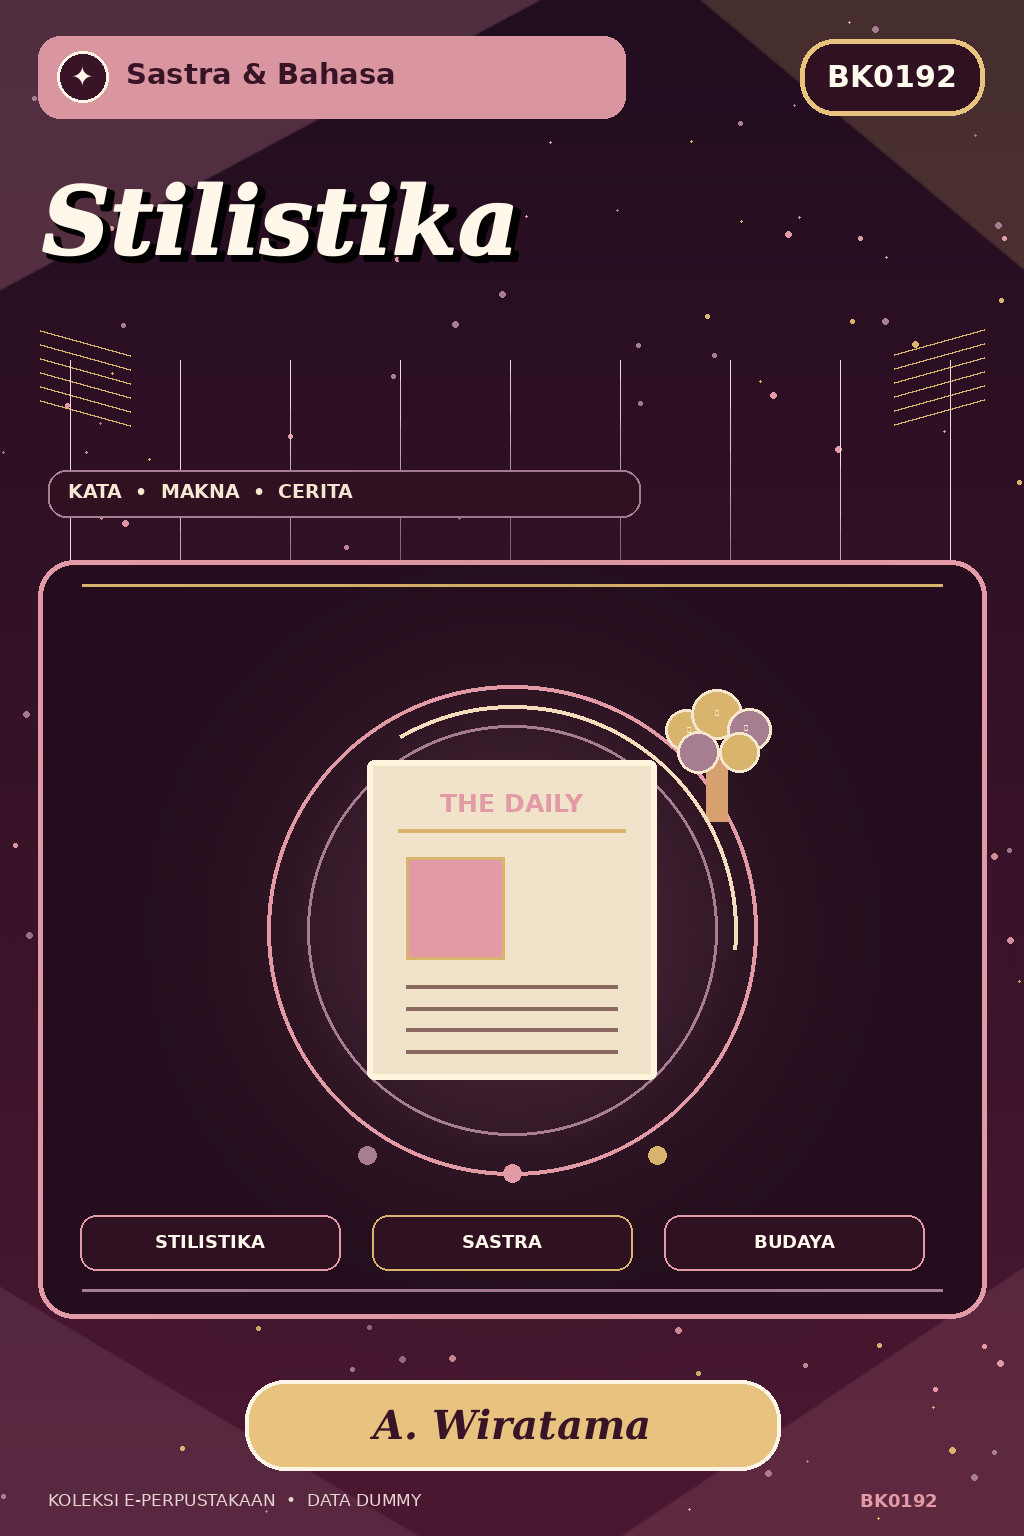 Sastra & Bahasa
BK0192
Stilistika
KATA • MAKNA • CERITA
THE DAILY
STILISTIKA
SASTRA
BUDAYA
A. Wiratama
KOLEKSI E-PERPUSTAKAAN • DATA DUMMY
BK0192